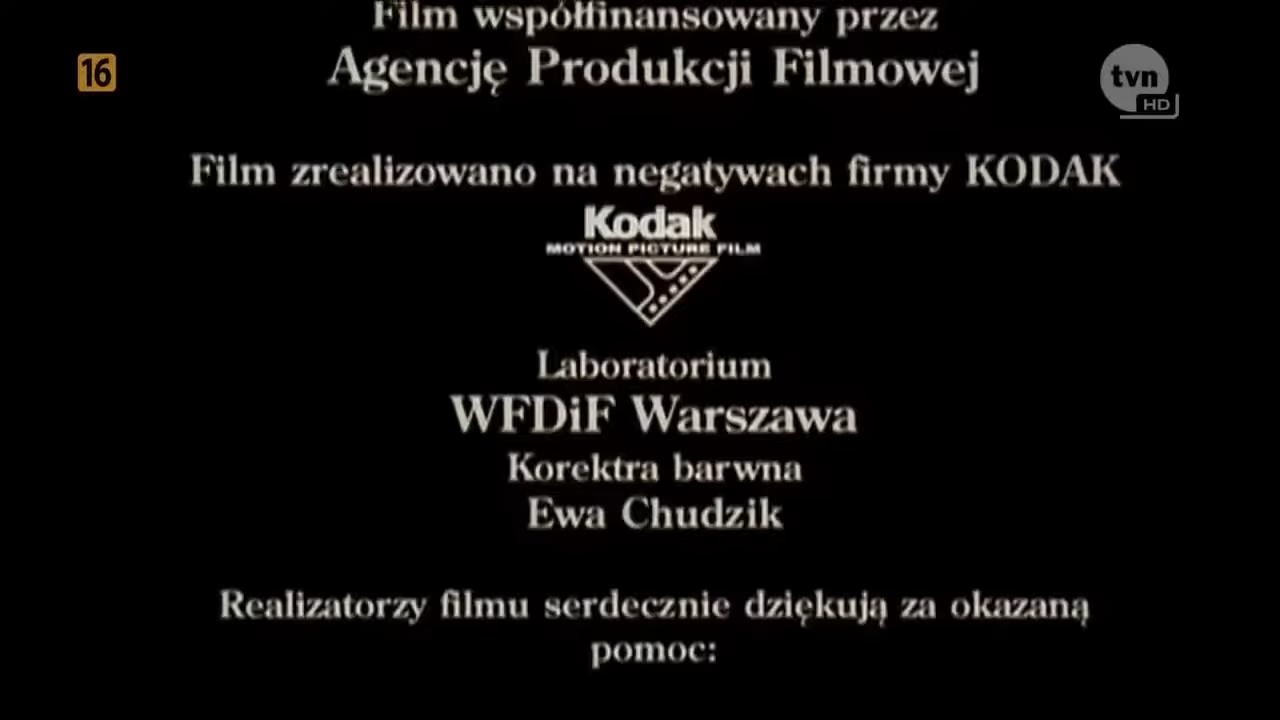 Film współfinansowany przez
16
Agencję Produkcji Filmowej
tvn
HD
Film zrealizowano na negatywach firmy KODAK
Kodak
MOTION PICTURE FILM
Laboratorium
WFDiF Warszawa
Korektra barwna
Ewa Chudzik
Realizatorzy filmu serdecznie dziękują za okazaną
pomoc: